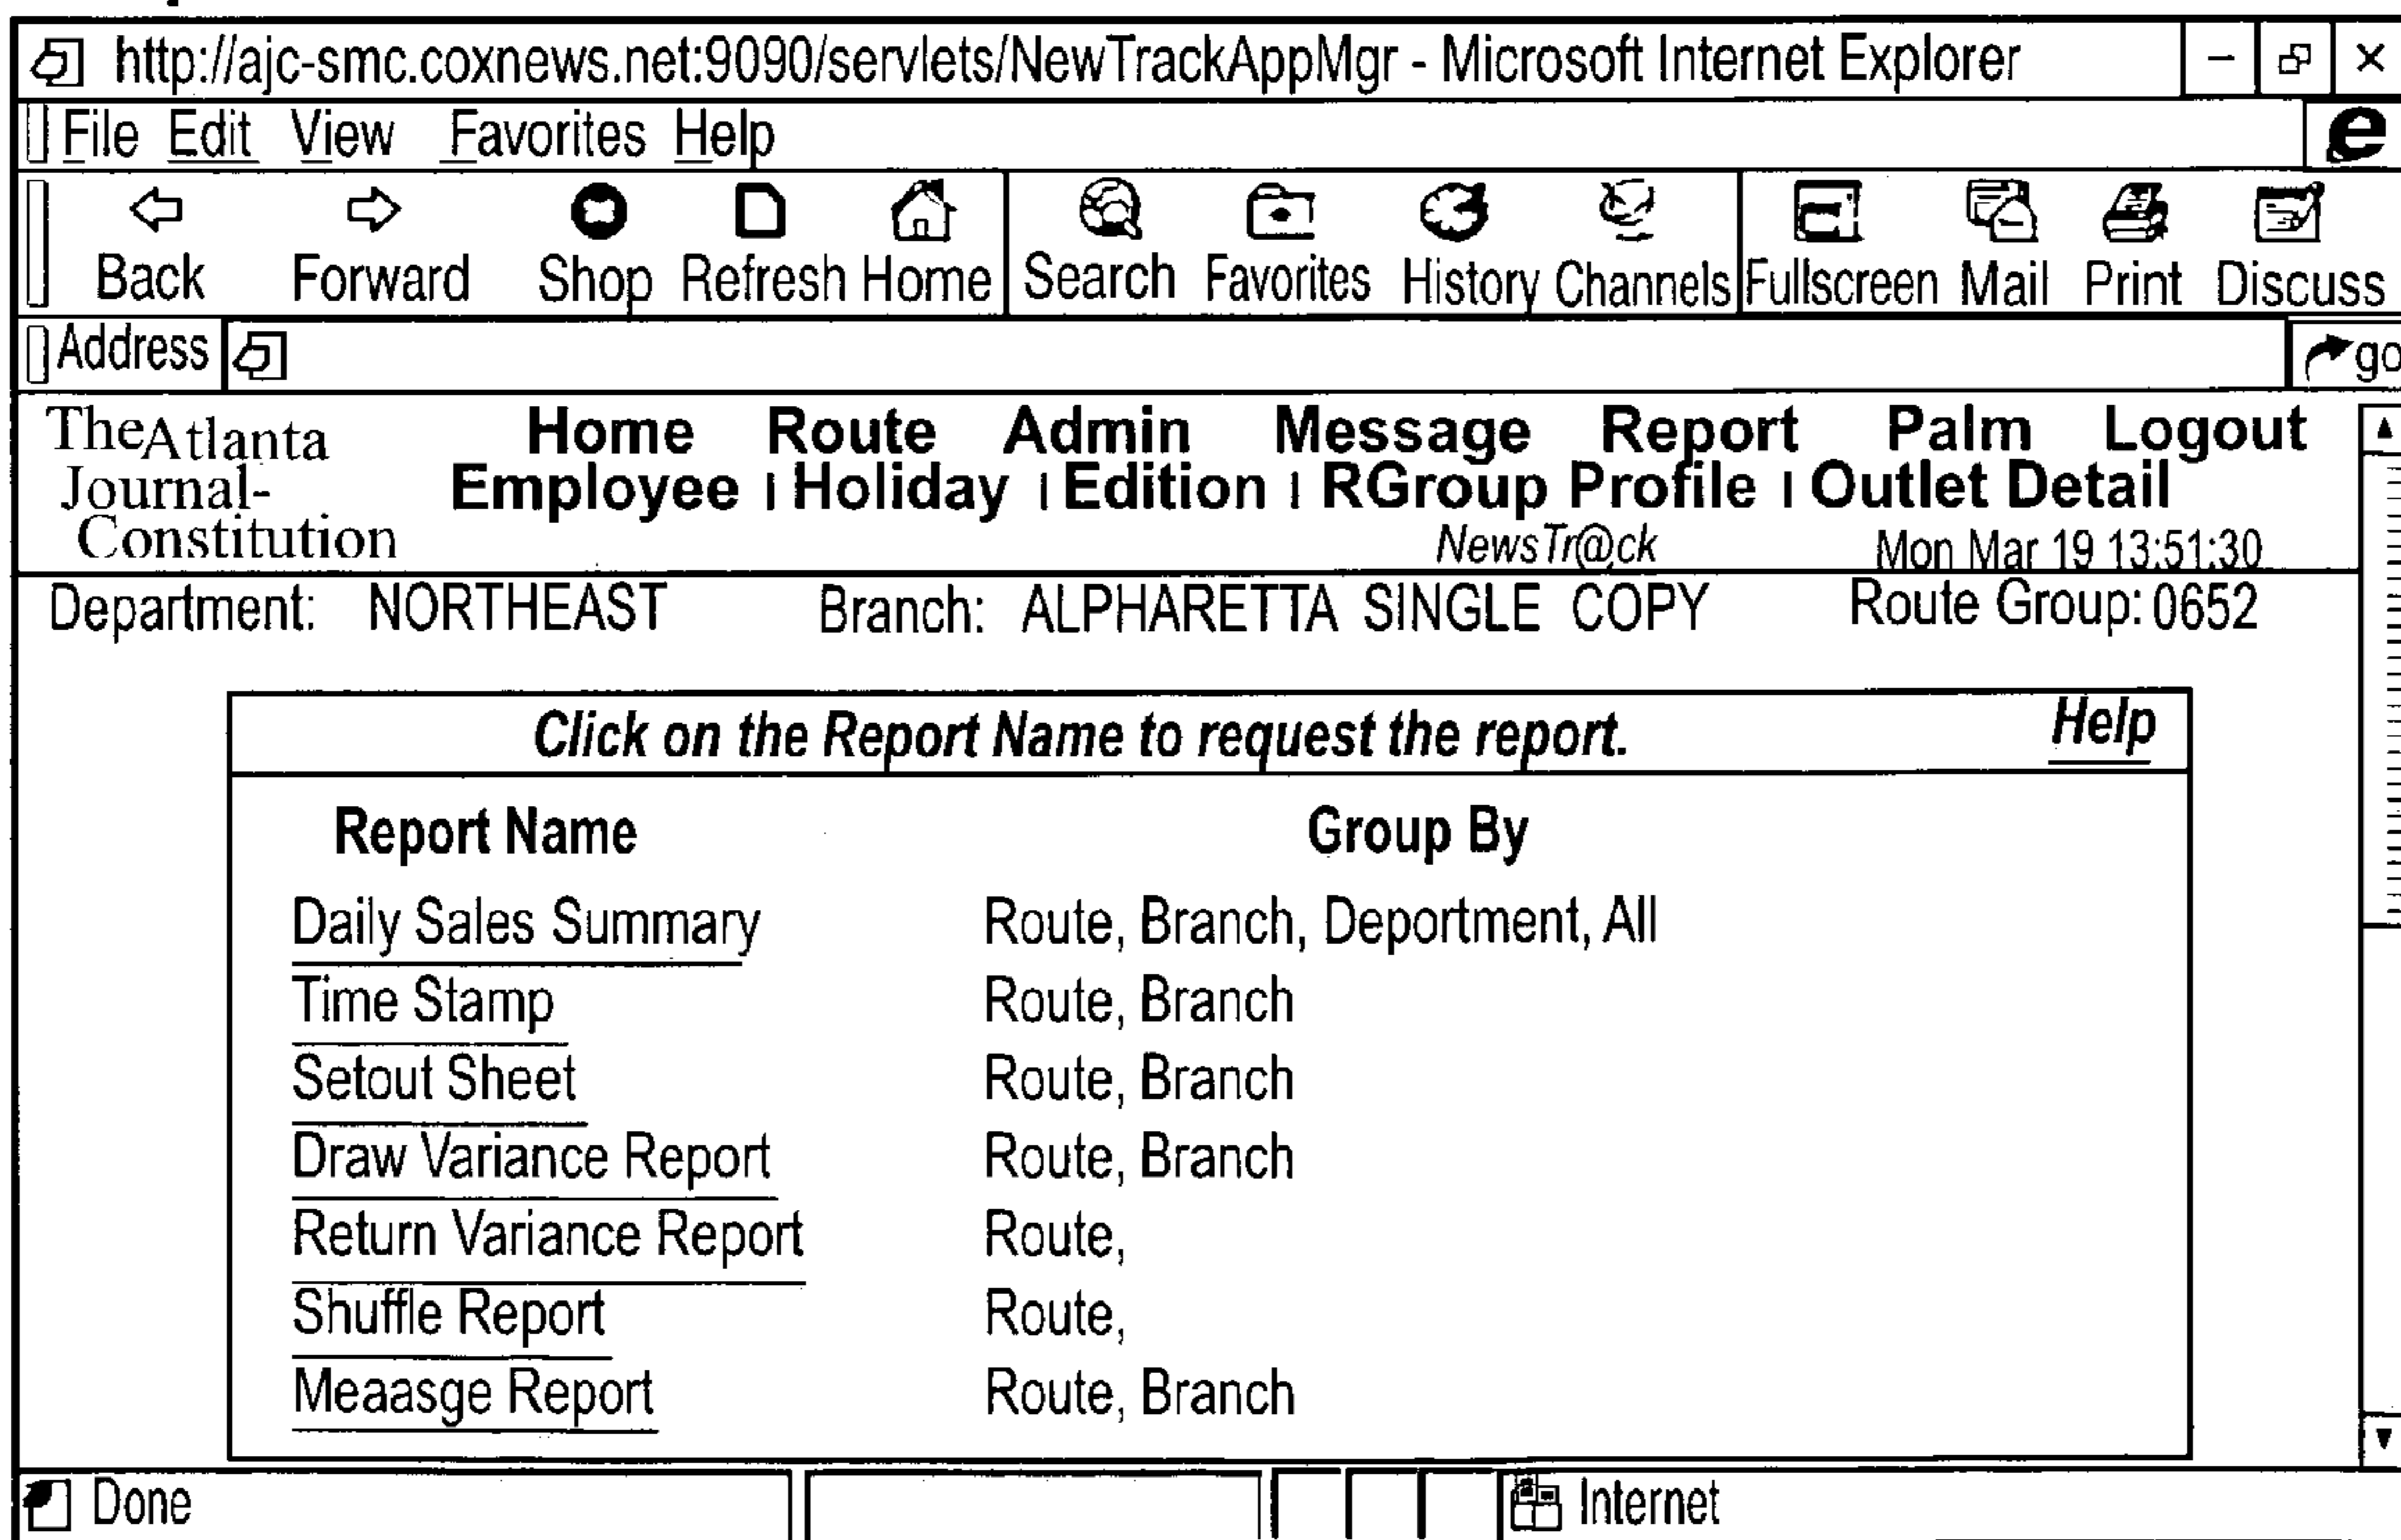 http://ajc-smc.coxnews.net:9090/servlets/NewTrackAppMgr - Microsoft Internet Explorer
File Edit View Favorites Help
Back Forward Shop Refresh Home Search Favorites History Channels Fullscreen Mail Print Discuss
Address go
The Atlanta
Journal-
Constitution
Home Route Admin Message Report Palm Logout
Employee | Holiday | Edition | RGroup Profile | Outlet Detail
NewsTr@ck Mon Mar 19 13:51:30
Department: NORTHEAST Branch: ALPHARETTA SINGLE COPY Route Group: 0652
Click on the Report Name to request the report. Help
Report Name Group By
Daily Sales Summary Route, Branch, Deportment, All
Time Stamp Route, Branch
Setout Sheet Route, Branch
Draw Variance Report Route, Branch
Return Variance Report Route,
Shuffle Report Route,
Meaasge Report Route, Branch
Done Internet